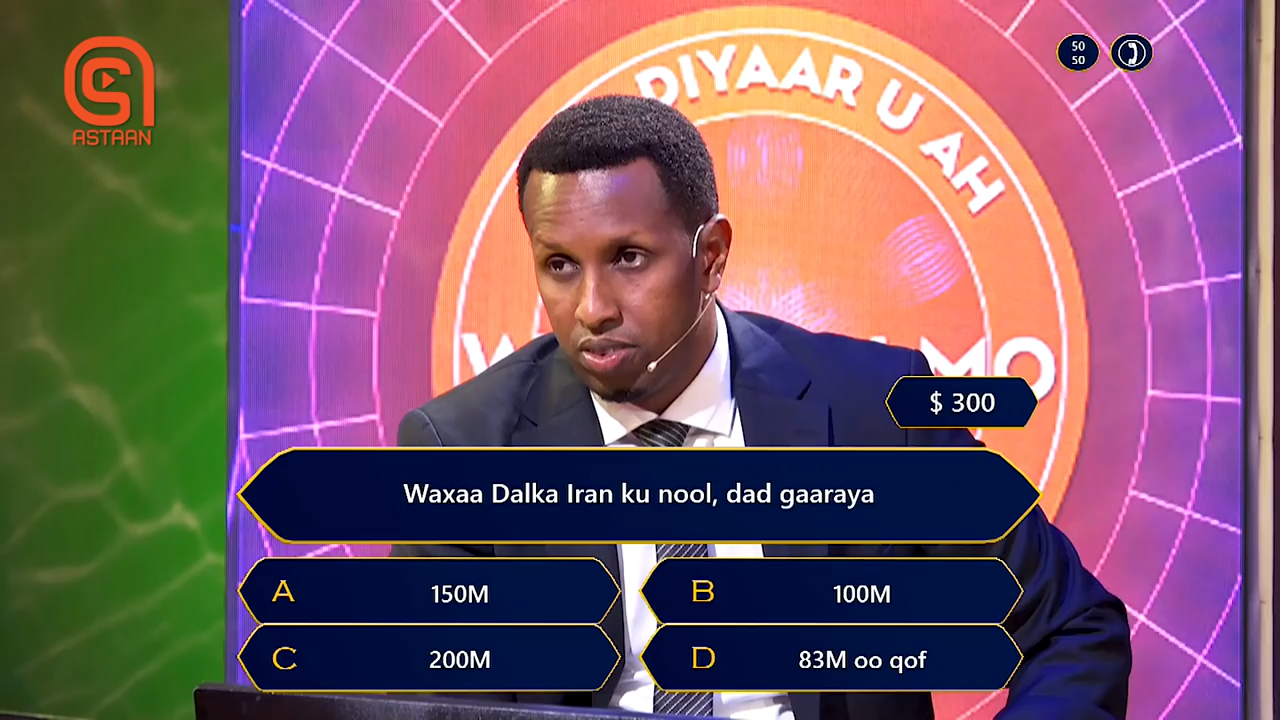 ASTAAN
50
50
DIYAAR U AH
$ 300
Waxaa Dalka Iran ku nool, dad gaaraya
A 150M
B 100M
C 200M
D 83M oo qof